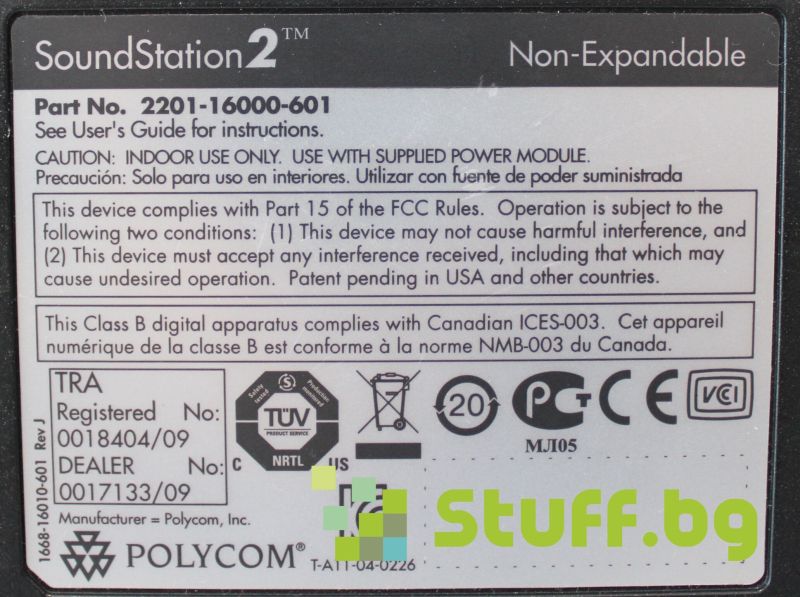 SoundStation2™ Non-Expandable
Part No. 2201-16000-601
See User's Guide for instructions.
CAUTION: INDOOR USE ONLY. USE WITH SUPPLIED POWER MODULE.
Precaución: Solo para uso en interiores. Utilizar con fuente de poder suministrada
This device complies with Part 15 of the FCC Rules. Operation is subject to the
following two conditions: (1) This device may not cause harmful interference, and
(2) This device must accept any interference received, including that which may
cause undesired operation. Patent pending in USA and other countries.
This Class B digital apparatus complies with Canadian ICES-003. Cet appareil
numérique de la classe B est conforme à la norme NMB-003 du Canada.
TRA
Registered No:
0018404/09
DEALER No:
0017133/09
1668-16010-601 Rev J
Safety tested
S
Production monitored
TÜV
PRODUCT SERVICE
NRTL
C US
20
PCT
МЛ05
CE
VCCI
Manufacturer = Polycom, Inc.
POLYCOM®
T-A11-04-0226
Stuff.bg